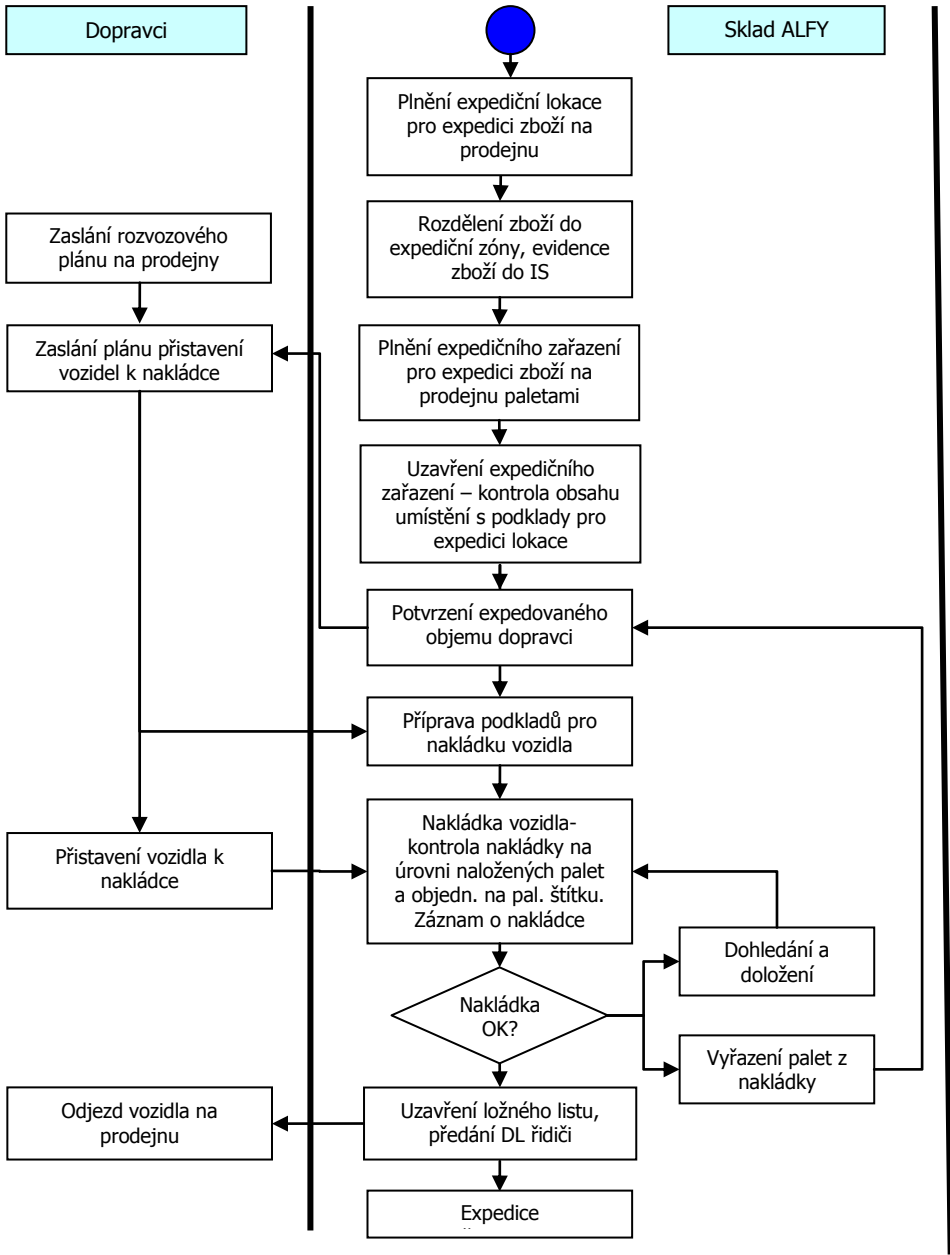 Dopravci
Sklad ALFY
Plnění expediční lokace
pro expedici zboží na
prodejnu
Rozdělení zboží do
expediční zóny, evidence
zboží do IS
Zaslání rozvozového
plánu na prodejny
Zaslání plánu přistavení
vozidel k nakládce
Plnění expedičního zařazení
pro expedici zboží na
prodejnu paletami
Uzavření expedičního
zařazení – kontrola obsahu
umístění s podklady pro
expedici lokace
Potvrzení expedovaného
objemu dopravci
Příprava podkladů pro
nakládku vozidla
Přistavení vozidla k
nakládce
Nakládka vozidla-
kontrola nakládky na
úrovni naložených palet
a objedn. na pal. štítku.
Záznam o nakládce
Dohledání a
doložení
Nakládka
OK?
Vyřazení palet z
nakládky
Odjezd vozidla na
prodejnu
Uzavření ložného listu,
předání DL řidiči
Expedice